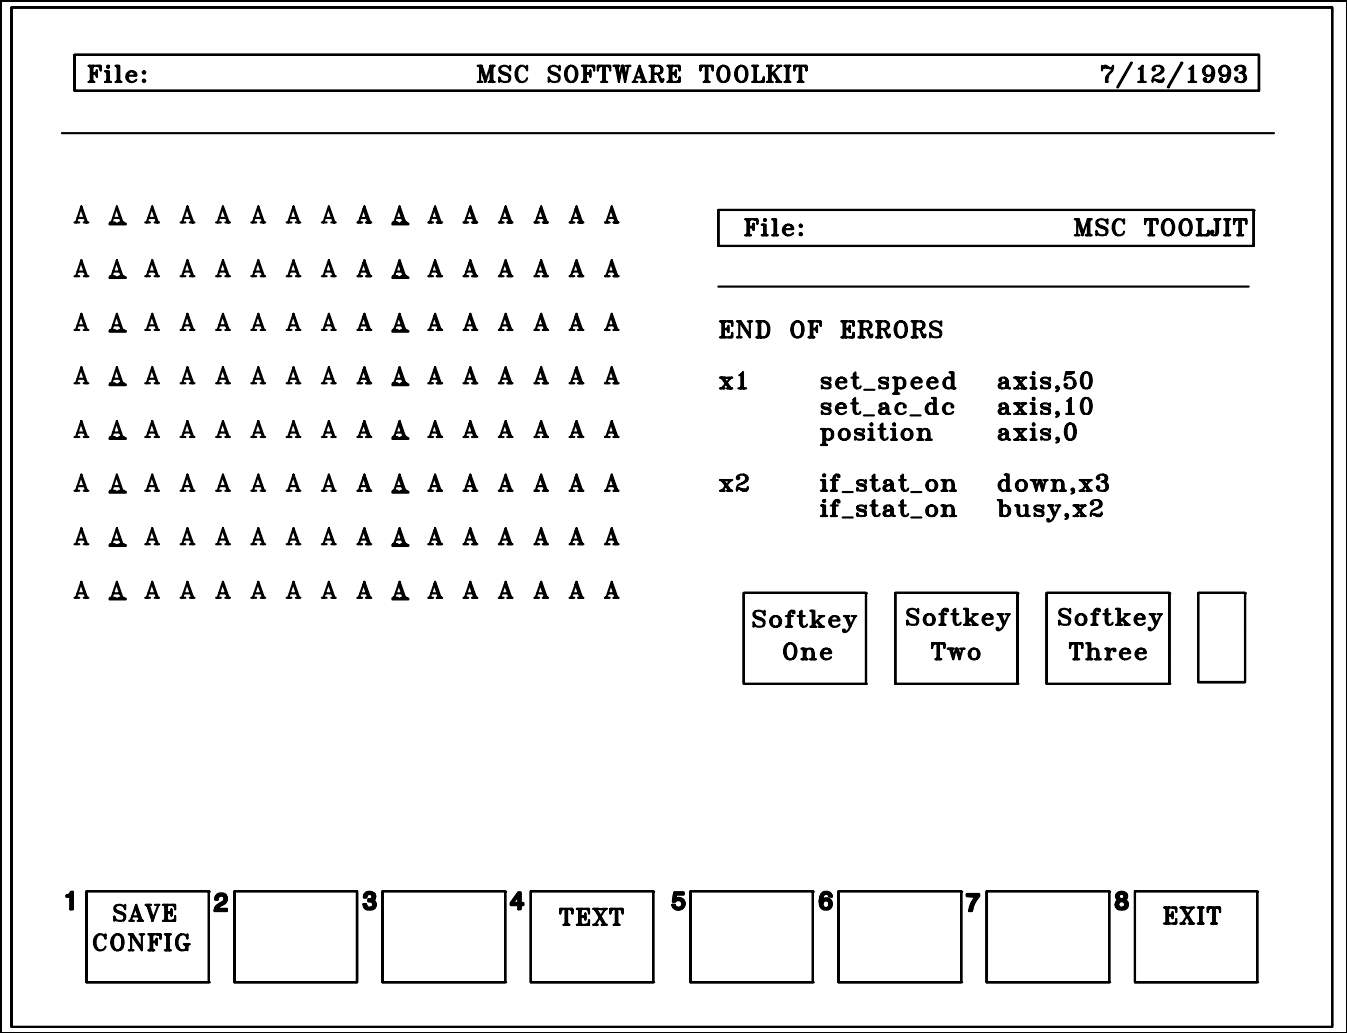 File: MSC SOFTWARE TOOLKIT 7/12/1993
A A A A A A A A A A A A A A A A
A A A A A A A A A A A A A A A A
A A A A A A A A A A A A A A A A
A A A A A A A A A A A A A A A A
A A A A A A A A A A A A A A A A
A A A A A A A A A A A A A A A A
A A A A A A A A A A A A A A A A
A A A A A A A A A A A A A A A A
File: MSC TOOLJIT
END OF ERRORS
x1 set_speed axis,50
set_ac_dc axis,10
position axis,0
x2 if_stat_on down,x3
if_stat_on busy,x2
Softkey One
Softkey Two
Softkey Three
1 SAVE CONFIG
2
3
4 TEXT
5
6
7
8 EXIT